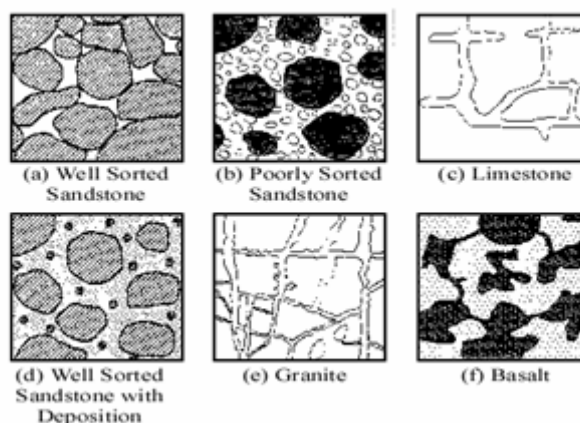 (a) Well Sorted
Sandstone
(b) Poorly Sorted
Sandstone
(c) Limestone
(d) Well Sorted
Sandstone with
Deposition
(e) Granite
(f) Basalt